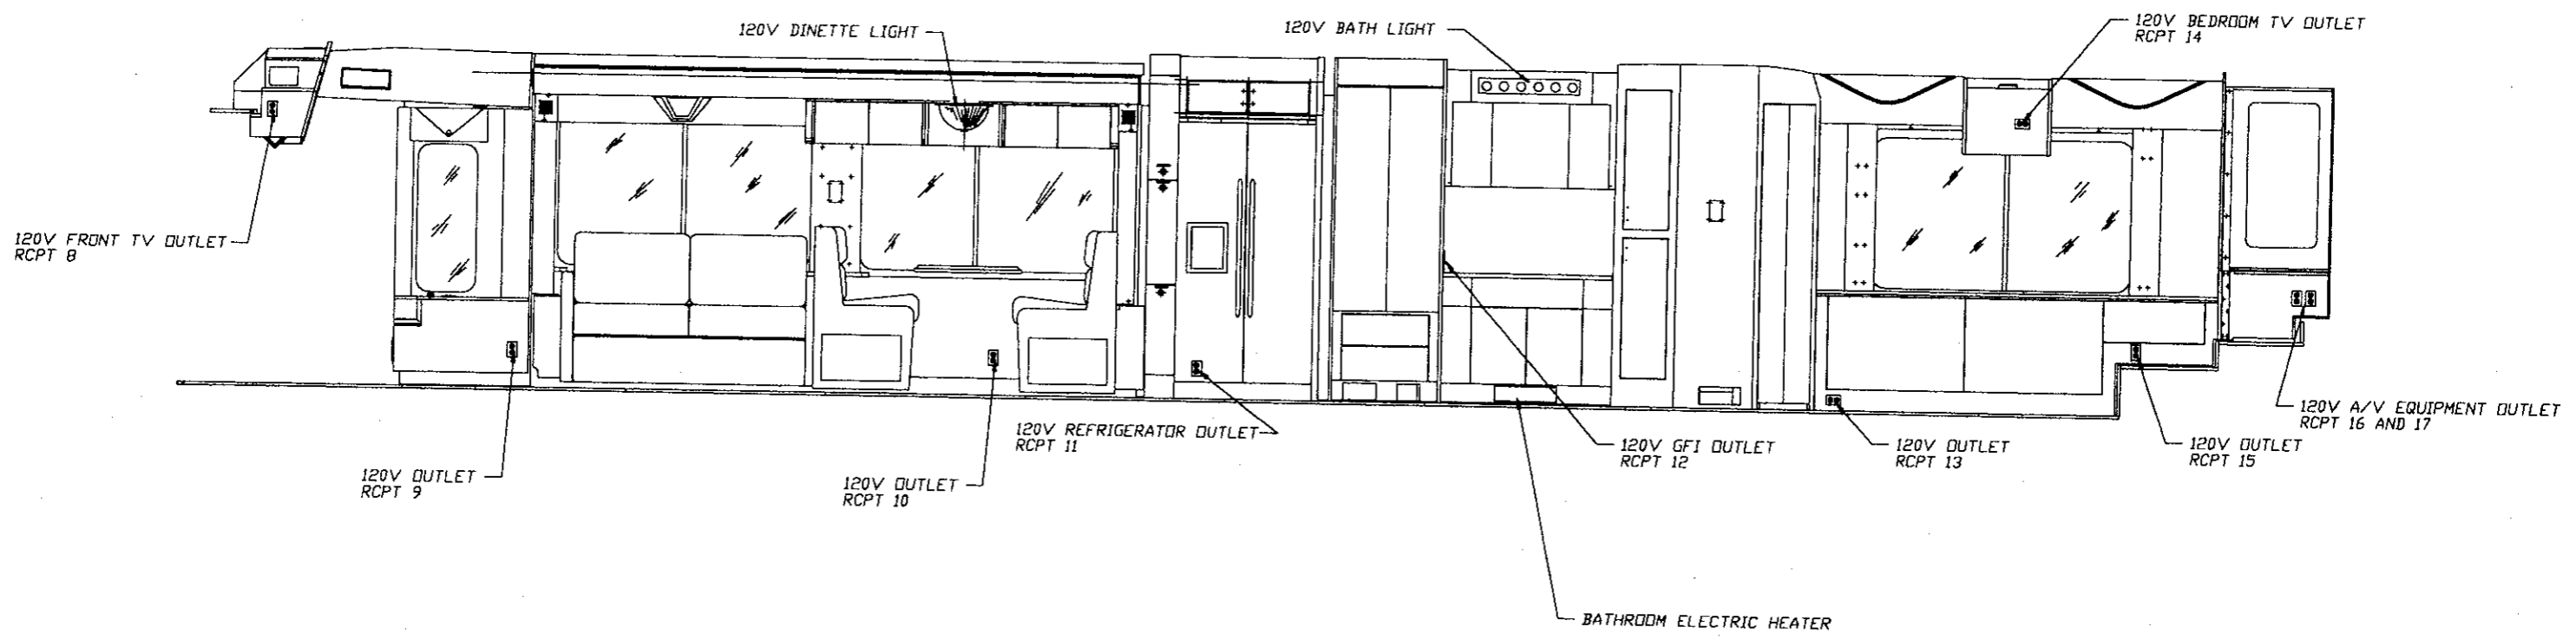 120V DINETTE LIGHT
120V BATH LIGHT
120V BEDROOM TV OUTLET
RCPT 14
120V FRONT TV OUTLET
RCPT 8
120V REFRIGERATOR OUTLET
RCPT 11
120V OUTLET
RCPT 9
120V OUTLET
RCPT 10
120V GFI OUTLET
RCPT 12
120V OUTLET
RCPT 13
120V OUTLET
RCPT 15
120V A/V EQUIPMENT OUTLET
RCPT 16 AND 17
BATHROOM ELECTRIC HEATER